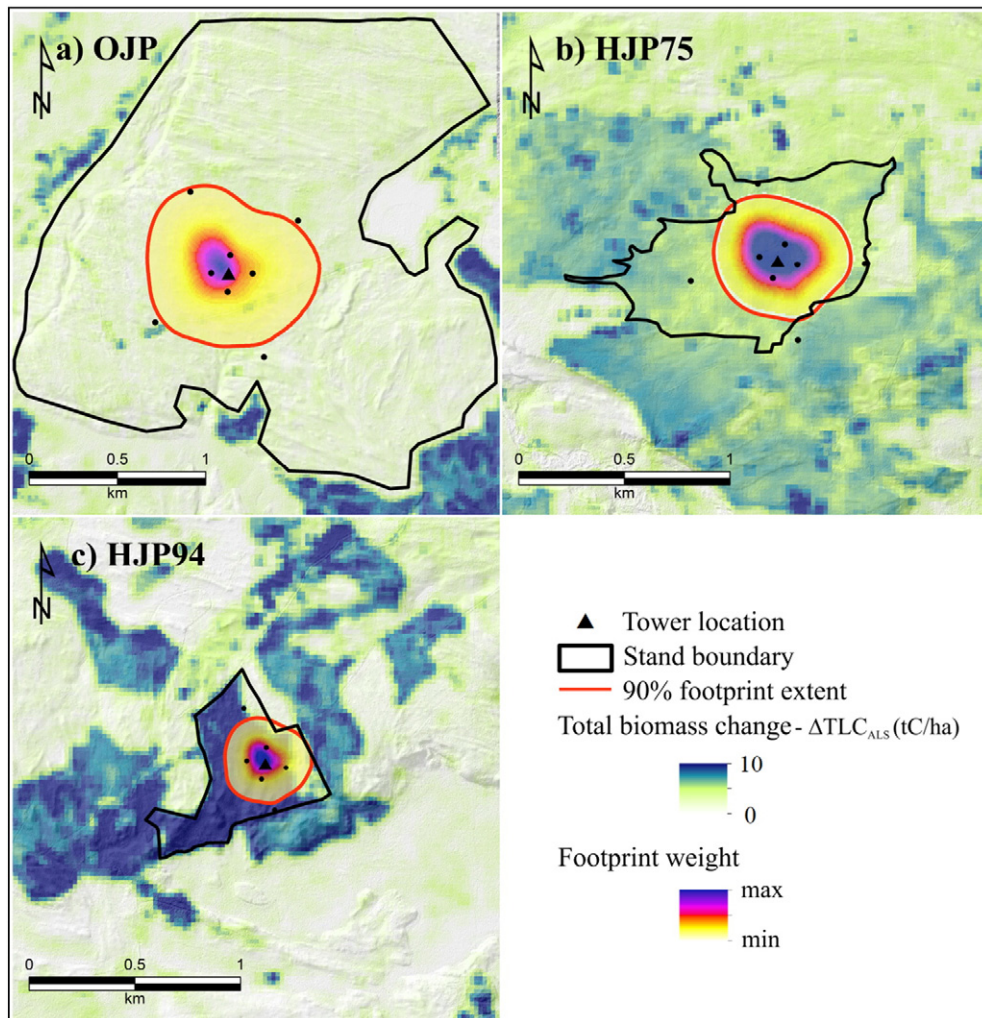 a) OJP
N
0 0.5 1
km
b) HJP75
N
0 0.5 1
km
c) HJP94
N
0 0.5 1
km
Tower location
Stand boundary
90% footprint extent
Total biomass change - ΔTLCALS (tC/ha)
10
0
Footprint weight
max
min